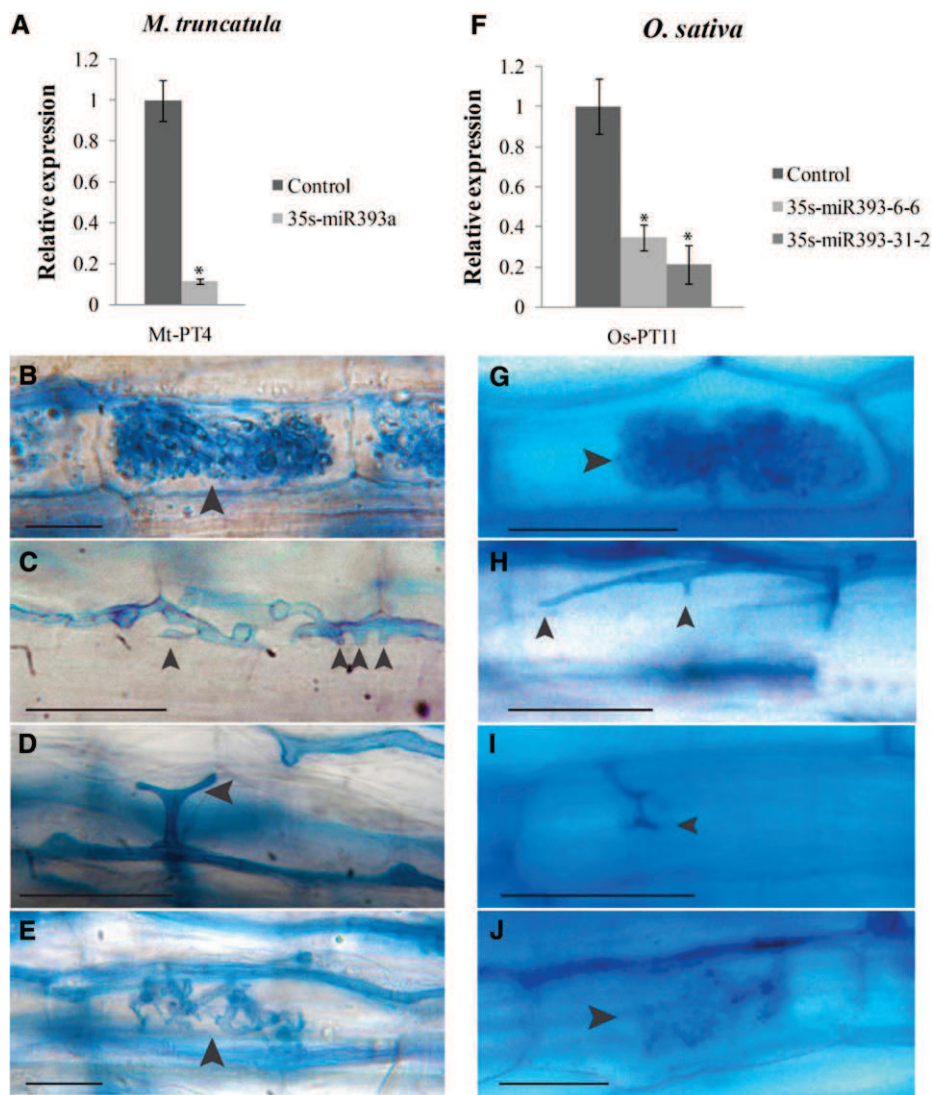 A
M. truncatula
1.2
1
0.8
0.6
0.4
0.2
0
Relative expression
*
Control
35s-miR393a
Mt-PT4
F
O. sativa
1.2
1
0.8
0.6
0.4
0.2
0
Relative expression
*
*
Control
35s-miR393-6-6
35s-miR393-31-2
Os-PT11
B
G
C
H
D
I
E
J